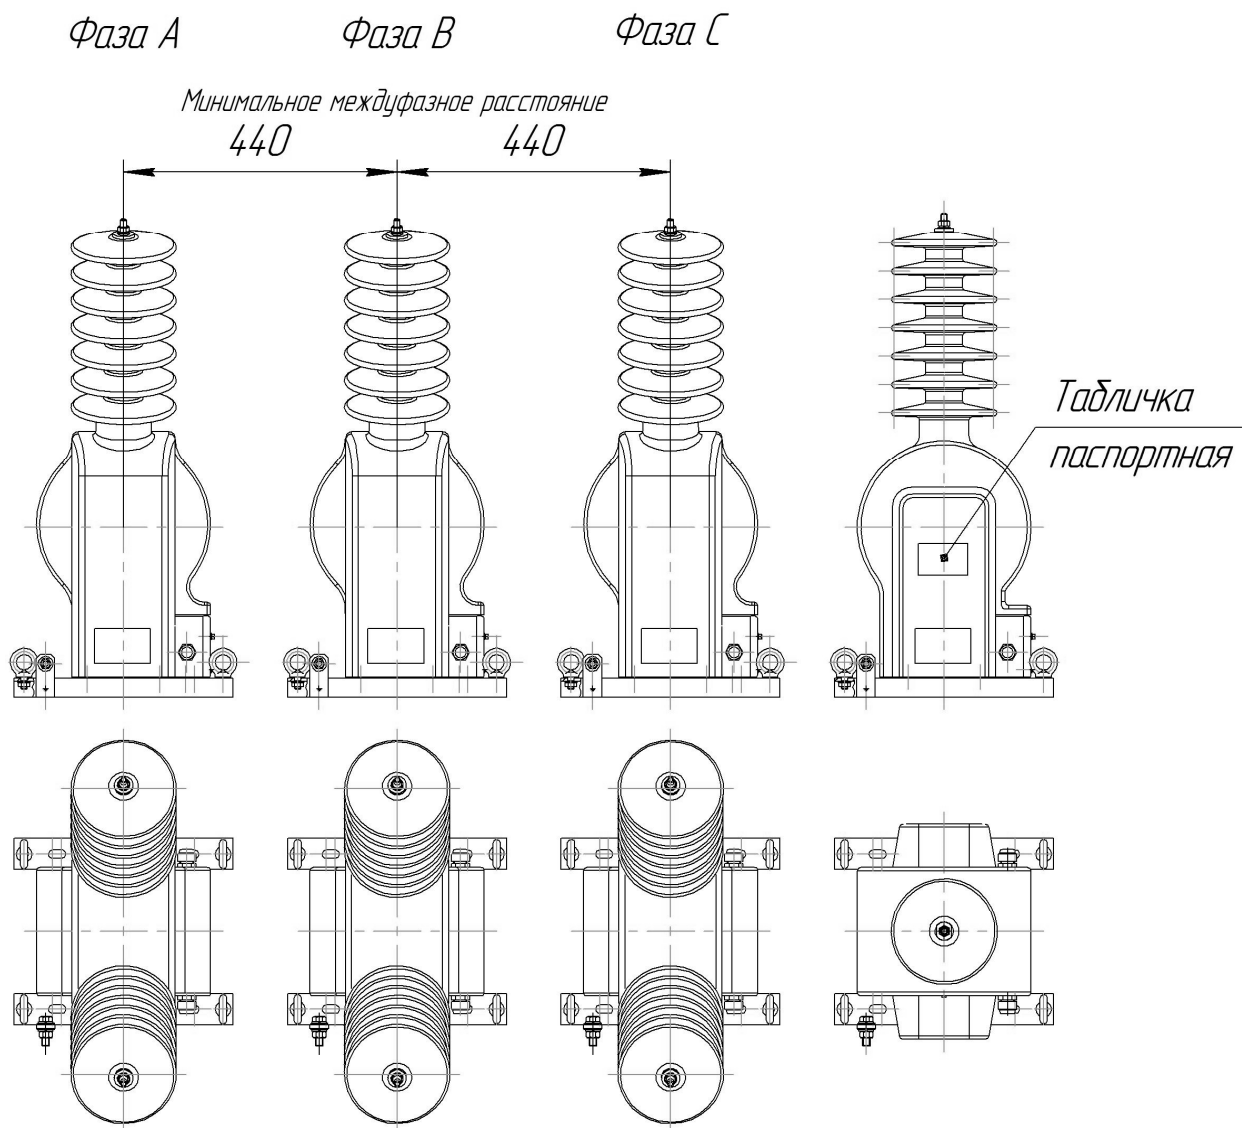 Фаза А
Фаза В
Фаза С
Минимальное междуфазное расстояние
440
440
Табличка
паспортная